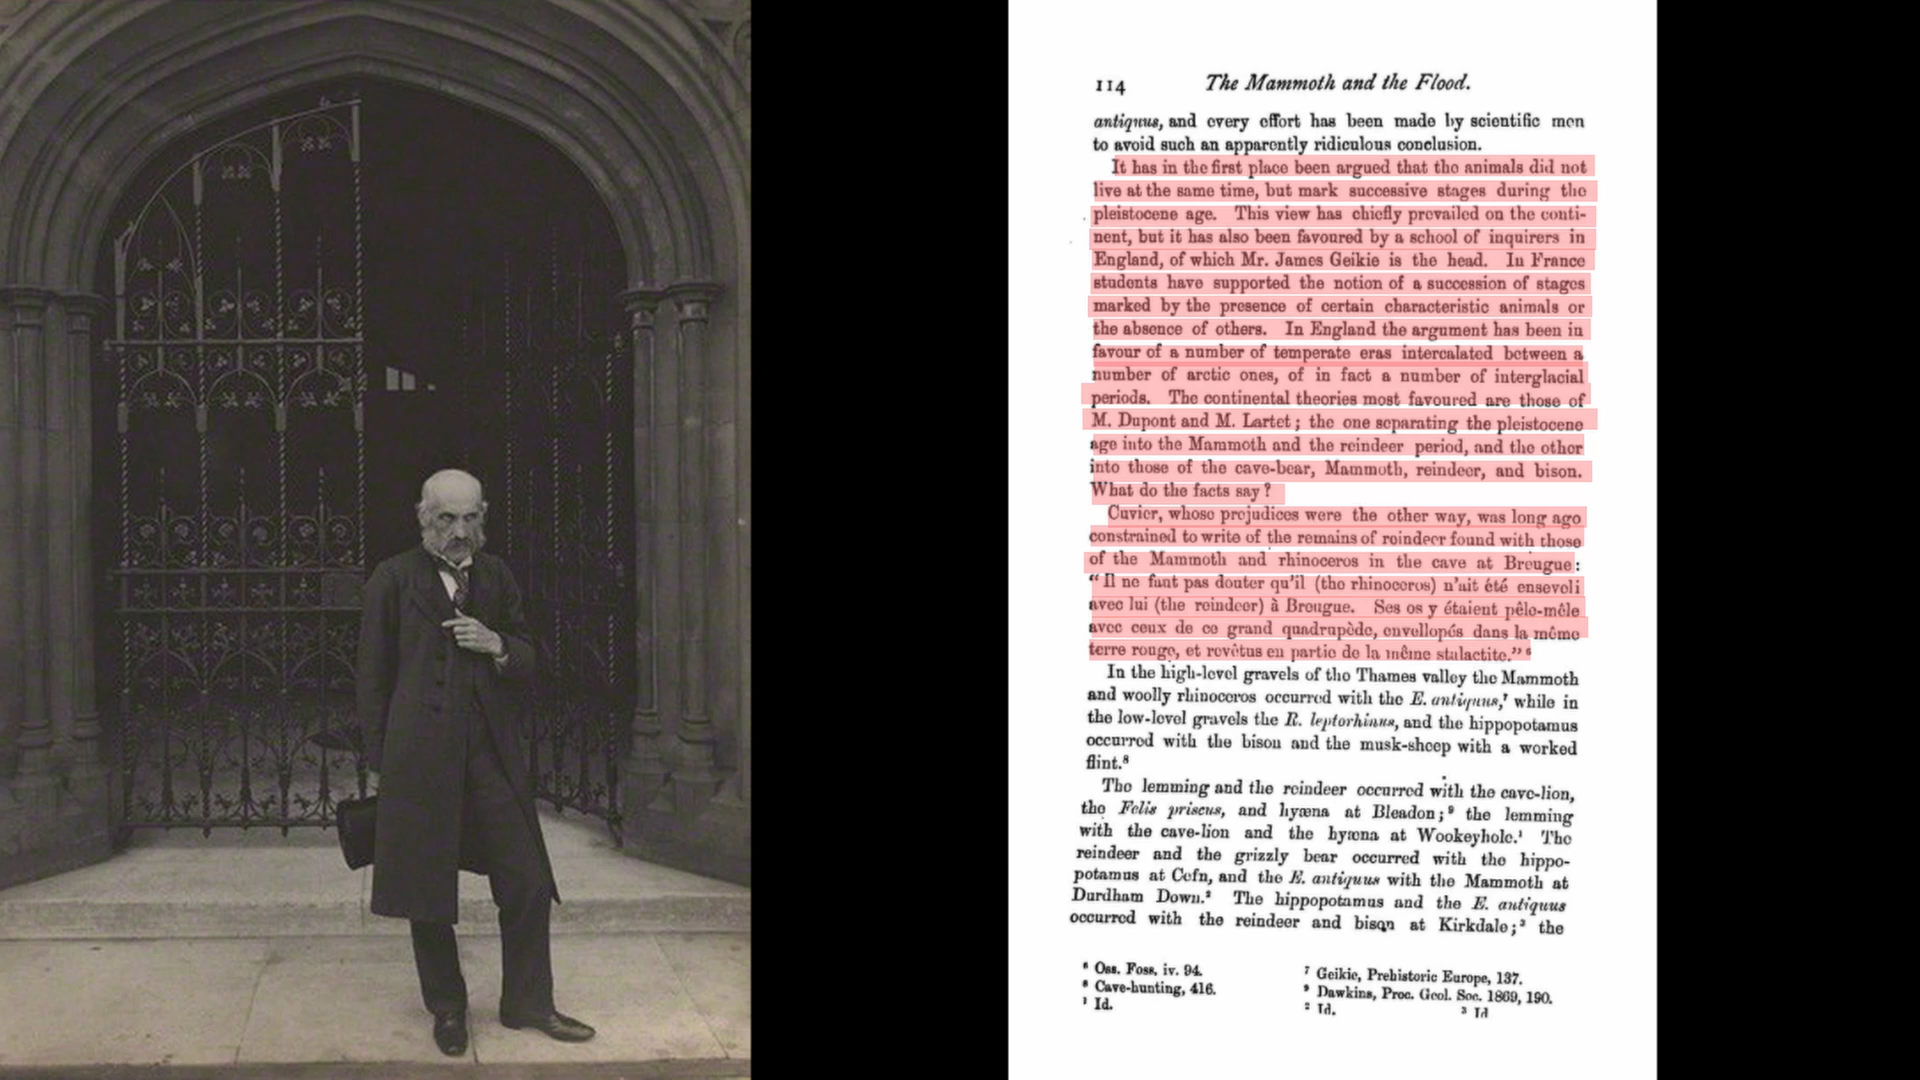 114
The Mammoth and the Flood.
antiquus, and every effort has been made by scientific men
to avoid such an apparently ridiculous conclusion.
It has in the first place been argued that the animals did not
live at the same time, but mark successive stages during the
pleistocene age. This view has chiefly prevailed on the conti-
nent, but it has also been favoured by a school of inquirers in
England, of which Mr. James Geikie is the head. In France
students have supported the notion of a succession of stages
marked by the presence of certain characteristic animals or
the absence of others. In England the argument has been in
favour of a number of temperate eras intercalated between a
number of arctic ones, of in fact a number of interglacial
periods. The continental theories most favoured are those of
M. Dupont and M. Lartet; the one separating the pleistocene
age into the Mammoth and the reindeer period, and the other
into those of the cave-bear, Mammoth, reindeer, and bison.
What do the facts say?
Cuvier, whose prejudices were the other way, was long ago
constrained to write of the remains of reindeer found with those
of the Mammoth and rhinoceros in the cave at Breugue:
“Il ne faut pas douter qu'il (the rhinoceros) n'ait été enseveli
avec lui (the reindeer) à Breugue. Ses os y étaient pêle-mêle
avec ceux de ce grand quadrupède, envellopés dans la même
terre rouge, et revêtus en partie de la même stalactite.” ⁶
In the high-level gravels of the Thames valley the Mammoth
and woolly rhinoceros occurred with the E. antiquus,⁷ while in
the low-level gravels the R. leptorhinus, and the hippopotamus
occurred with the bison and the musk-sheep with a worked
flint.⁸
The lemming and the reindeer occurred with the cave-lion,
the Felis priscus, and hyæna at Bleadon;⁹ the lemming
with the cave-lion and the hyæna at Wookeyhole.¹ The
reindeer and the grizzly bear occurred with the hippo-
potamus at Cefn, and the E. antiquus with the Mammoth at
Durdham Down.² The hippopotamus and the E. antiquus
occurred with the reindeer and bison at Kirkdale;³ the
⁶ Oss. Foss. iv. 94.
⁷ Geikie, Prehistoric Europe, 137.
⁸ Cave-hunting, 416.
⁹ Dawkins, Proc. Geol. Soc. 1869, 190.
¹ Id.
² Id.
³ Id